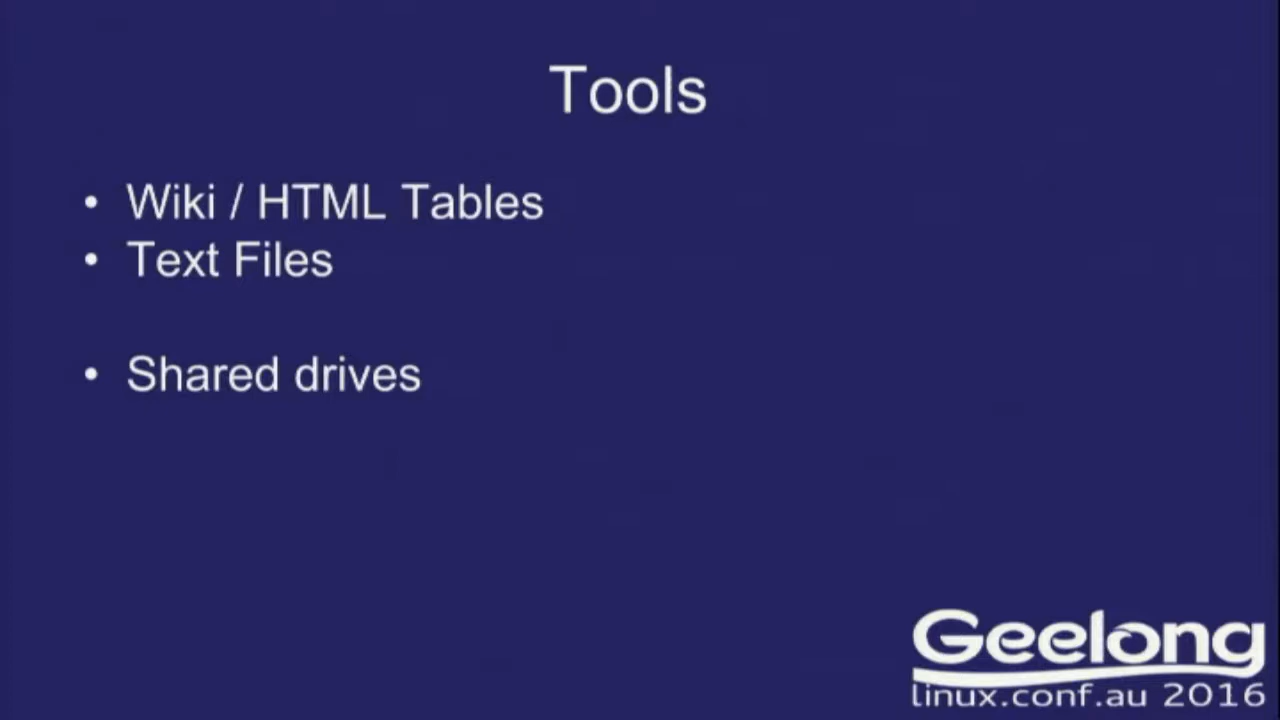 Tools
• Wiki / HTML Tables
• Text Files
• Shared drives
Geelong
linux.conf.au 2016